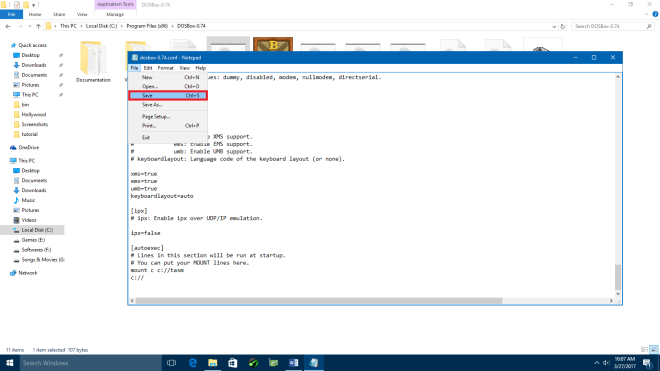 Application Tools
DOSBox-0.74
File
Home
Share
View
Manage
This PC
Local Disk (C:)
Program Files (x86)
DOSBox-0.74
Search DOSBox-0.74
Quick access
Desktop
Downloads
Documents
Pictures
This PC
bin
Hollywood
Screenshots
tutorial
OneDrive
This PC
Desktop
Documents
Downloads
Music
Pictures
Videos
Local Disk (C:)
Games (E:)
Softwares (F:)
Songs & Movies (G:
Network
Documentation
dosbox-0.74.conf - Notepad
File Edit Format View Help
New Ctrl+N
Open... Ctrl+O
Save Ctrl+S
Save As...
Page Setup...
Print... Ctrl+P
Exit
ues: dummy, disabled, modem, nullmodem, directserial.
e XMS support.
# ems: Enable EMS support.
# umb: Enable UMB support.
# keyboardlayout: Language code of the keyboard layout (or none).
xms=true
ems=true
umb=true
keyboardlayout=auto
[ipx]
# ipx: Enable ipx over UDP/IP emulation.
ipx=false
[autoexec]
# Lines in this section will be run at startup.
# You can put your MOUNT lines here.
mount c c://tasm
c://
11 items 1 item selected 107 bytes
Search Windows
10:07 AM
3/27/2017